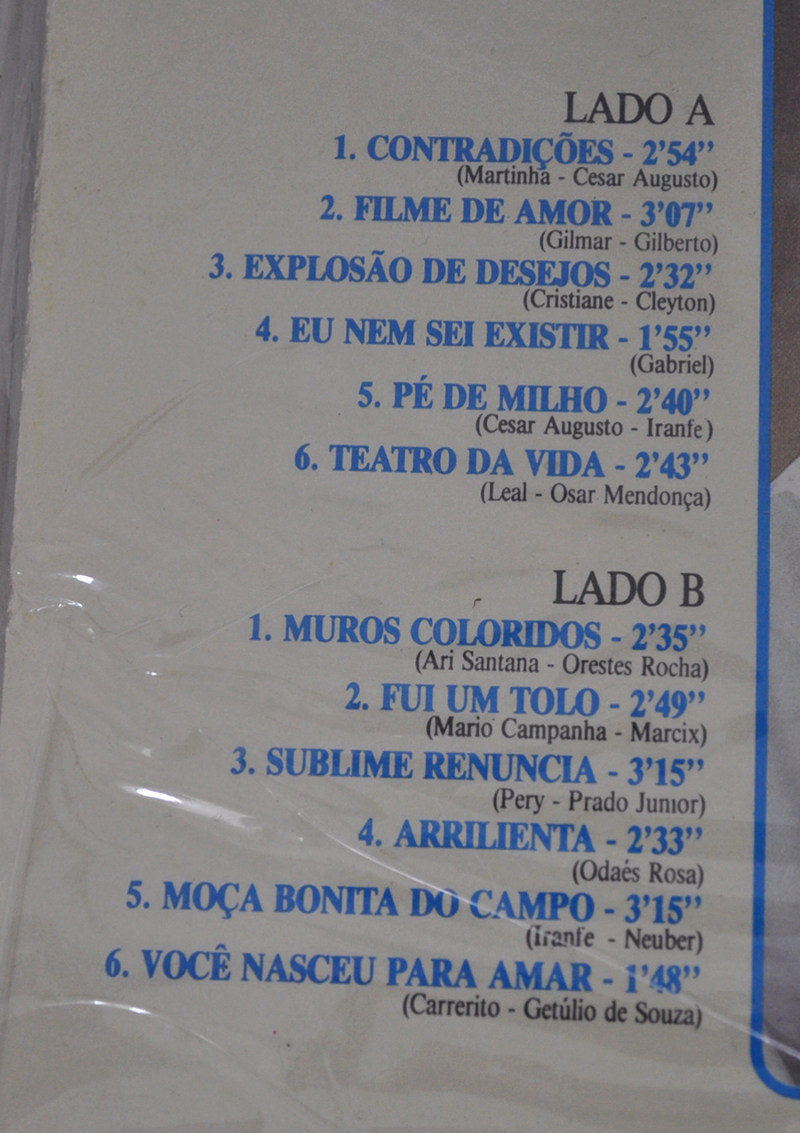 LADO A
1. CONTRADIÇÕES - 2'54"
(Martinha - Cesar Augusto)
2. FILME DE AMOR - 3'07"
(Gilmar - Gilberto)
3. EXPLOSÃO DE DESEJOS - 2'32"
(Cristiane - Cleyton)
4. EU NEM SEI EXISTIR - 1'55"
(Gabriel)
5. PÉ DE MILHO - 2'40"
(Cesar Augusto - Iranfe)
6. TEATRO DA VIDA - 2'43"
(Leal - Osar Mendonça)
LADO B
1. MUROS COLORIDOS - 2'35"
(Ari Santana - Orestes Rocha)
2. FUI UM TOLO - 2'49"
(Mario Campanha - Marcix)
3. SUBLIME RENUNCIA - 3'15"
(Pery - Prado Junior)
4. ARRILIENTA - 2'33"
(Odaés Rosa)
5. MOÇA BONITA DO CAMPO - 3'15"
(Iranfe - Neuber)
6. VOCÊ NASCEU PARA AMAR - 1'48"
(Carrerito - Getúlio de Souza)